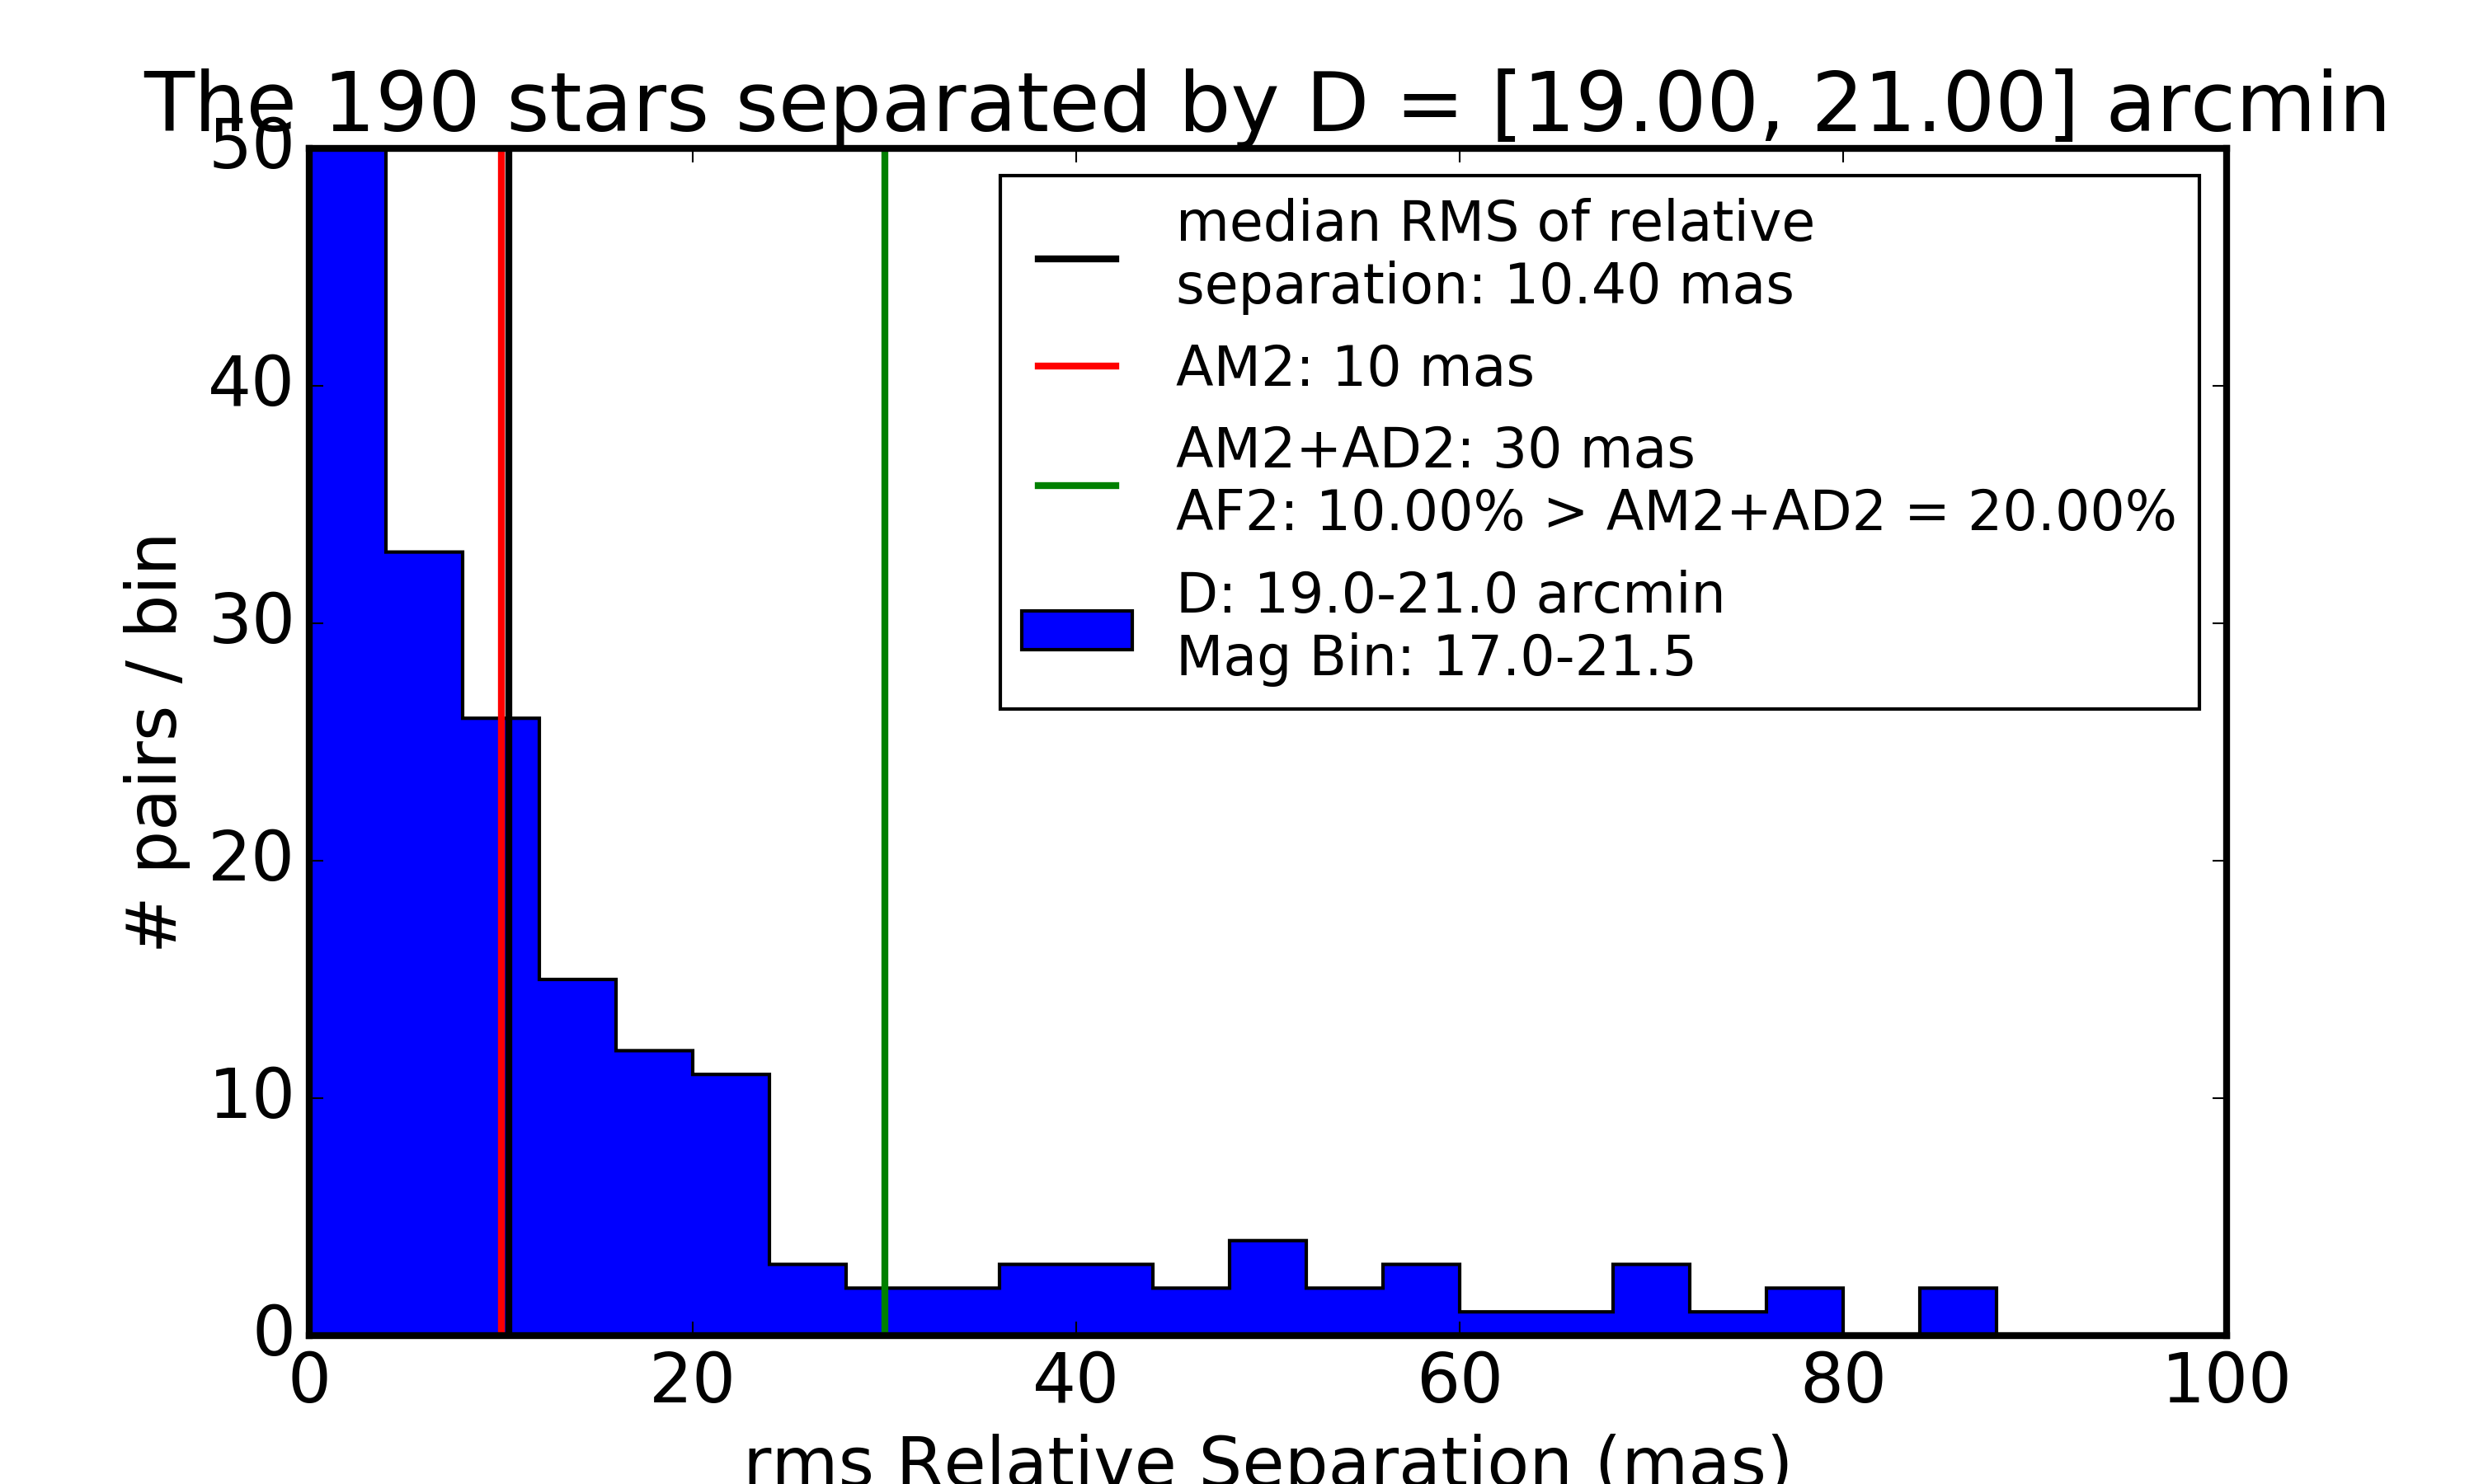 The 190 stars separated by D = [19.00, 21.00] arcmin
50
40
30
20
10
0
# pairs / bin
median RMS of relative
separation: 10.40 mas
AM2: 10 mas
AM2+AD2: 30 mas
AF2: 10.00% > AM2+AD2 = 20.00%
D: 19.0-21.0 arcmin
Mag Bin: 17.0-21.5
0 20 40 60 80 100
rms Relative Separation (mas)